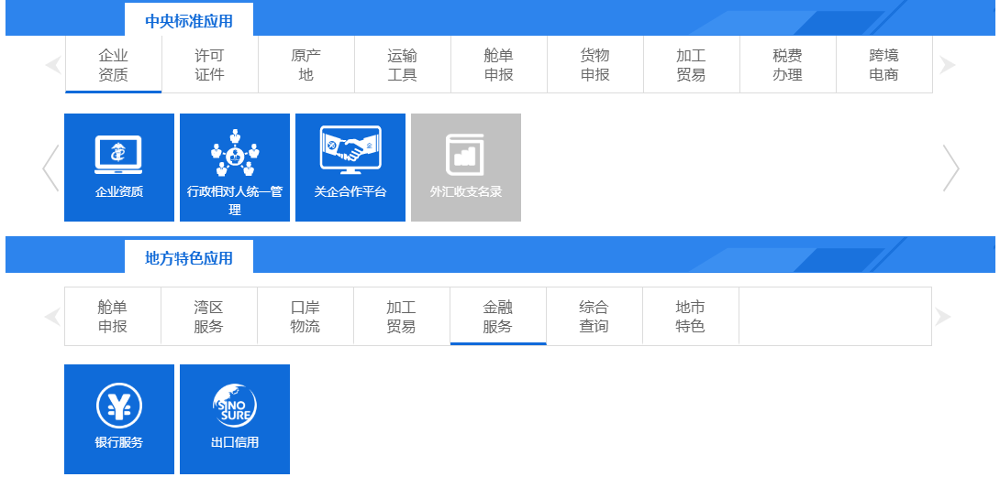 中央标准应用
企业 许可 原产 运输 舱单 货物 加工 税费 跨境
资质 证件 地 工具 申报 申报 贸易 办理 电商
企业资质 行政相对人统一管 关企合作平台 外汇收支名录
理
地方特色应用
舱单 湾区 口岸 加工 金融 综合 地市
申报 服务 物流 贸易 服务 查询 特色
SINO
SURE
银行服务 出口信用